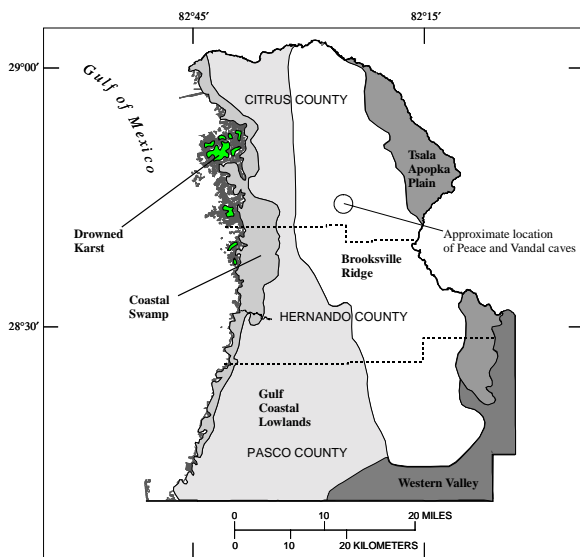 82°45'
82°15'
29°00'
Gulf of Mexico
CITRUS COUNTY
Tsala
Apopka
Plain
Drowned
Karst
Approximate location
of Peace and Vandal caves
Brooksville
Ridge
Coastal
Swamp
28°30'
HERNANDO COUNTY
Gulf
Coastal
Lowlands
PASCO COUNTY
Western Valley
0 10 20 MILES
0 10 20 KILOMETERS